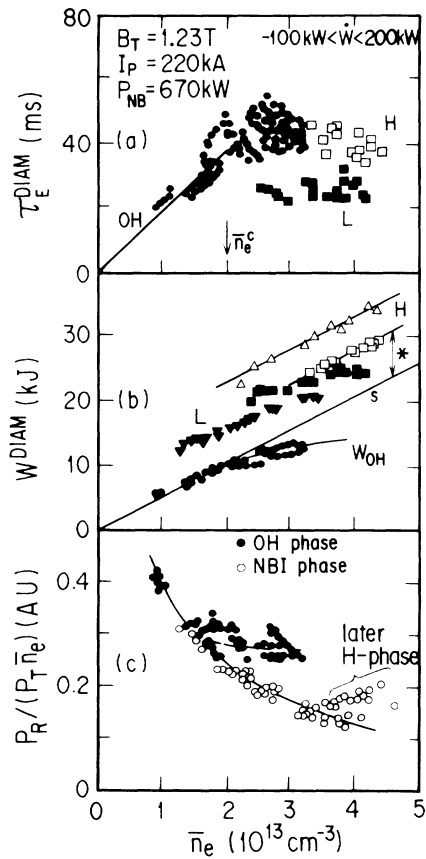 B_T = 1.23T
-100kW < Ẇ < 200kW
I_P = 220kA
P_NB = 670kW
80
40
0
τ_E^DIAM (ms)
(a)
OH
H
L
n̄_e^c
30
20
10
0
W^DIAM (kJ)
(b)
H
L
*
s
W_OH
● OH phase
○ NBI phase
0.4
0.2
0
P_R/(P_T n̄_e) (AU)
(c)
later
H-phase
0 1 2 3 4 5
n̄_e (10^13 cm^-3)